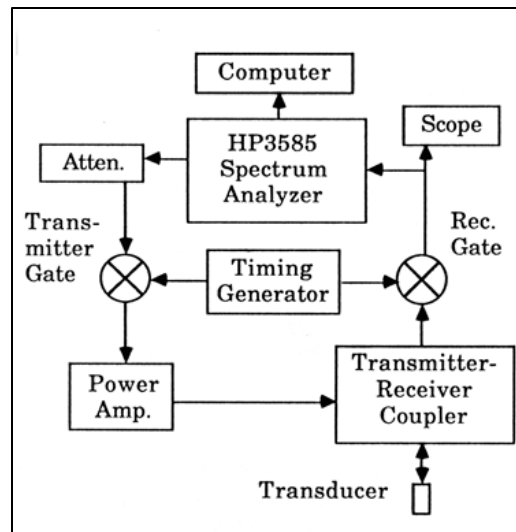 Computer
HP3585
Spectrum
Analyzer
Scope
Atten.
Trans-
mitter
Gate
Timing
Generator
Rec.
Gate
Power
Amp.
Transmitter-
Receiver
Coupler
Transducer